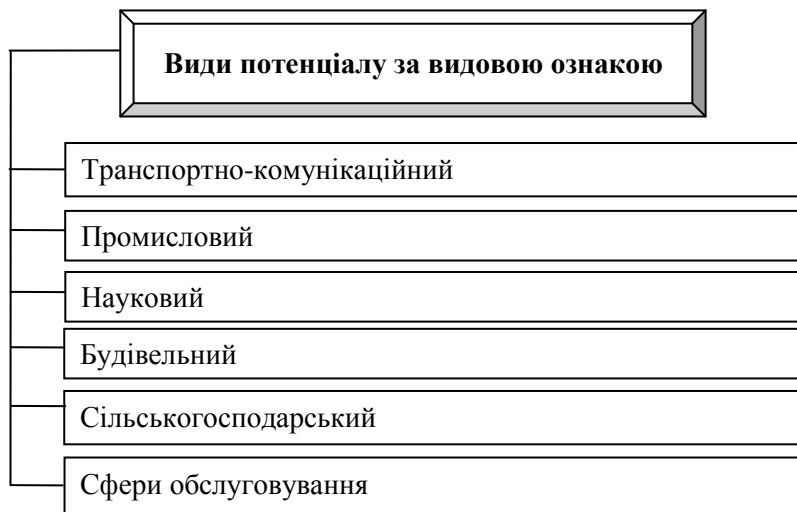 Види потенціалу за видовою ознакою
Транспортно-комунікаційний
Промисловий
Науковий
Будівельний
Сільськогосподарський
Сфери обслуговування